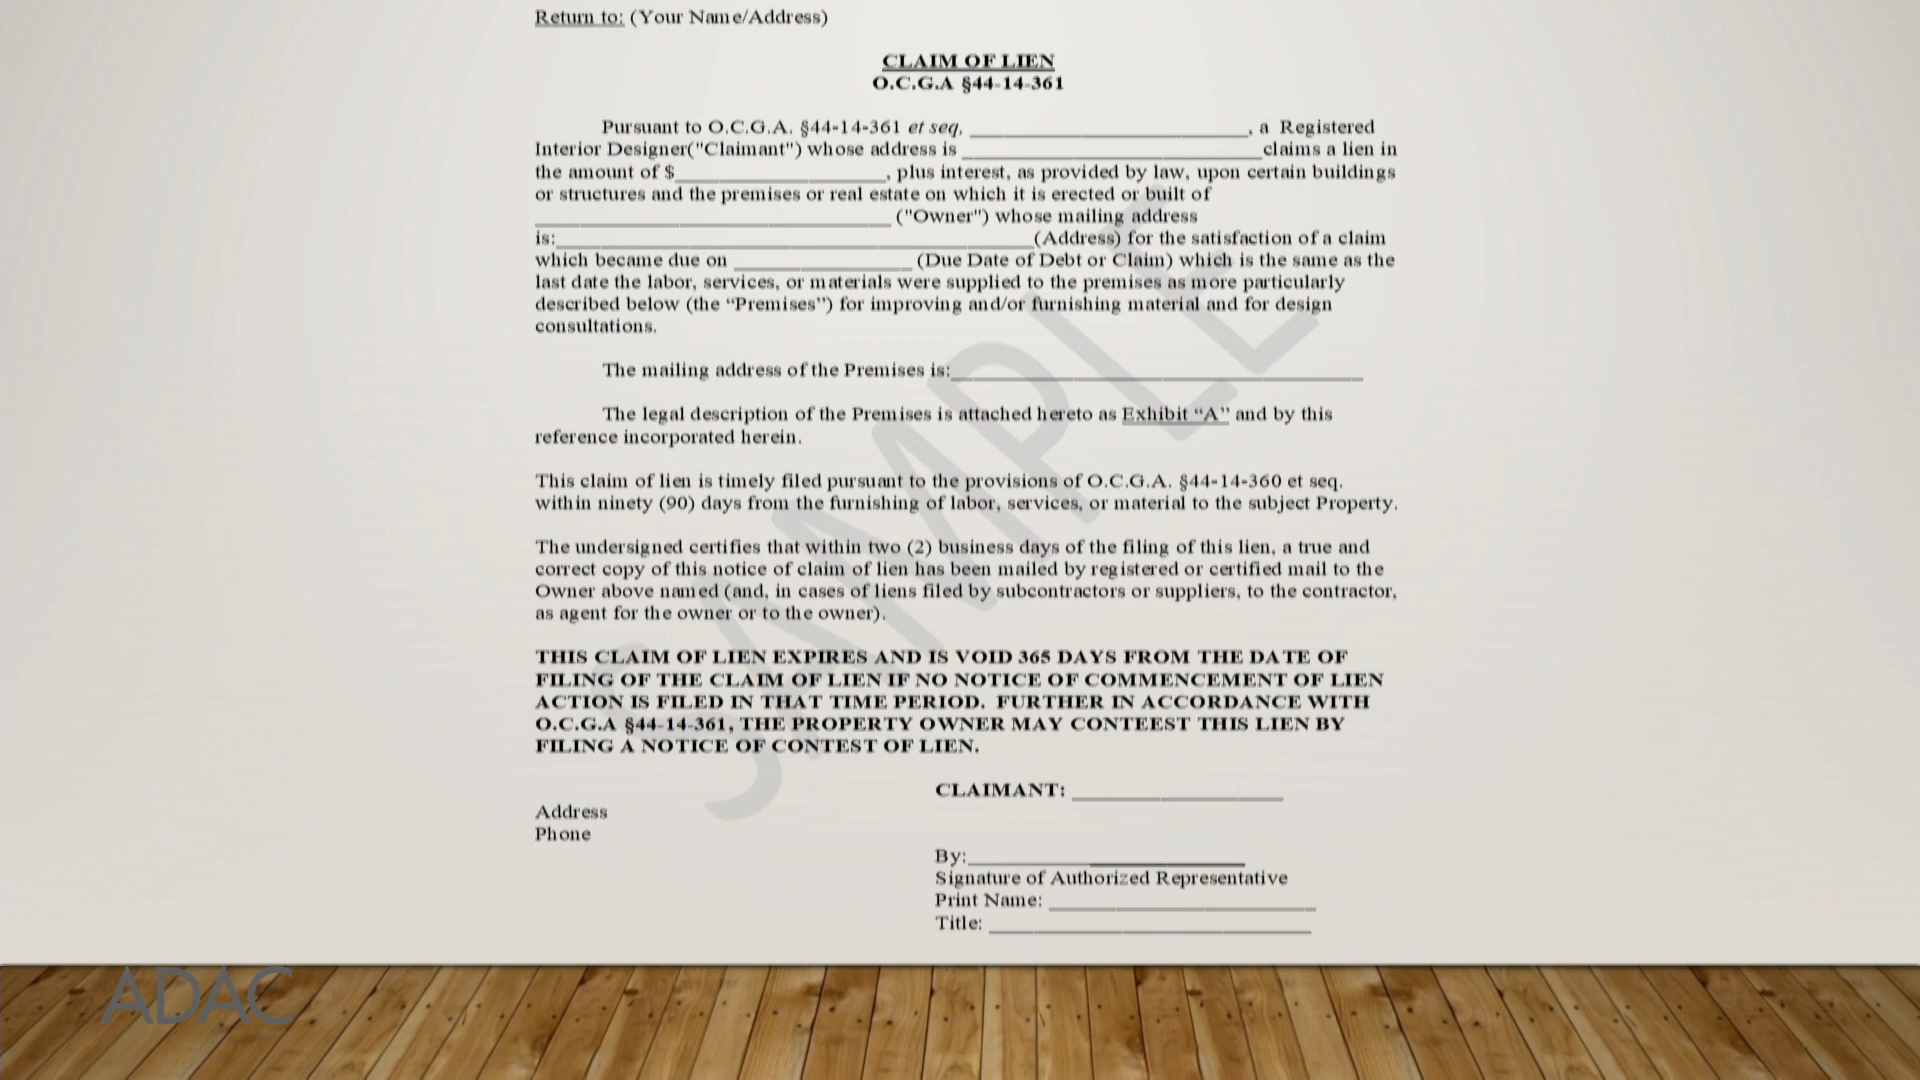 Return to: (Your Name/Address)
CLAIM OF LIEN
O.C.G.A §44-14-361
Pursuant to O.C.G.A. §44-14-361 et seq, ____________________, a Registered
Interior Designer("Claimant") whose address is ____________________claims a lien in
the amount of $____________________, plus interest, as provided by law, upon certain buildings
or structures and the premises or real estate on which it is erected or built of
____________________ ("Owner") whose mailing address
is:____________________(Address) for the satisfaction of a claim
which became due on ________________ (Due Date of Debt or Claim) which is the same as the
last date the labor, services, or materials were supplied to the premises as more particularly
described below (the “Premises”) for improving and/or furnishing material and for design
consultations.
The mailing address of the Premises is:____________________
The legal description of the Premises is attached hereto as Exhibit “A” and by this
reference incorporated herein.
This claim of lien is timely filed pursuant to the provisions of O.C.G.A. §44-14-360 et seq.
within ninety (90) days from the furnishing of labor, services, or material to the subject Property.
The undersigned certifies that within two (2) business days of the filing of this lien, a true and
correct copy of this notice of claim of lien has been mailed by registered or certified mail to the
Owner above named (and, in cases of liens filed by subcontractors or suppliers, to the contractor,
as agent for the owner or to the owner).
THIS CLAIM OF LIEN EXPIRES AND IS VOID 365 DAYS FROM THE DATE OF
FILING OF THE CLAIM OF LIEN IF NO NOTICE OF COMMENCEMENT OF LIEN
ACTION IS FILED IN THAT TIME PERIOD. FURTHER IN ACCORDANCE WITH
O.C.G.A §44-14-361, THE PROPERTY OWNER MAY CONTEEST THIS LIEN BY
FILING A NOTICE OF CONTEST OF LIEN.
CLAIMANT: ___________________
Address
Phone
By:_________________________
Signature of Authorized Representative
Print Name: ________________________
Title: _____________________________
SAMPLE
ADAC